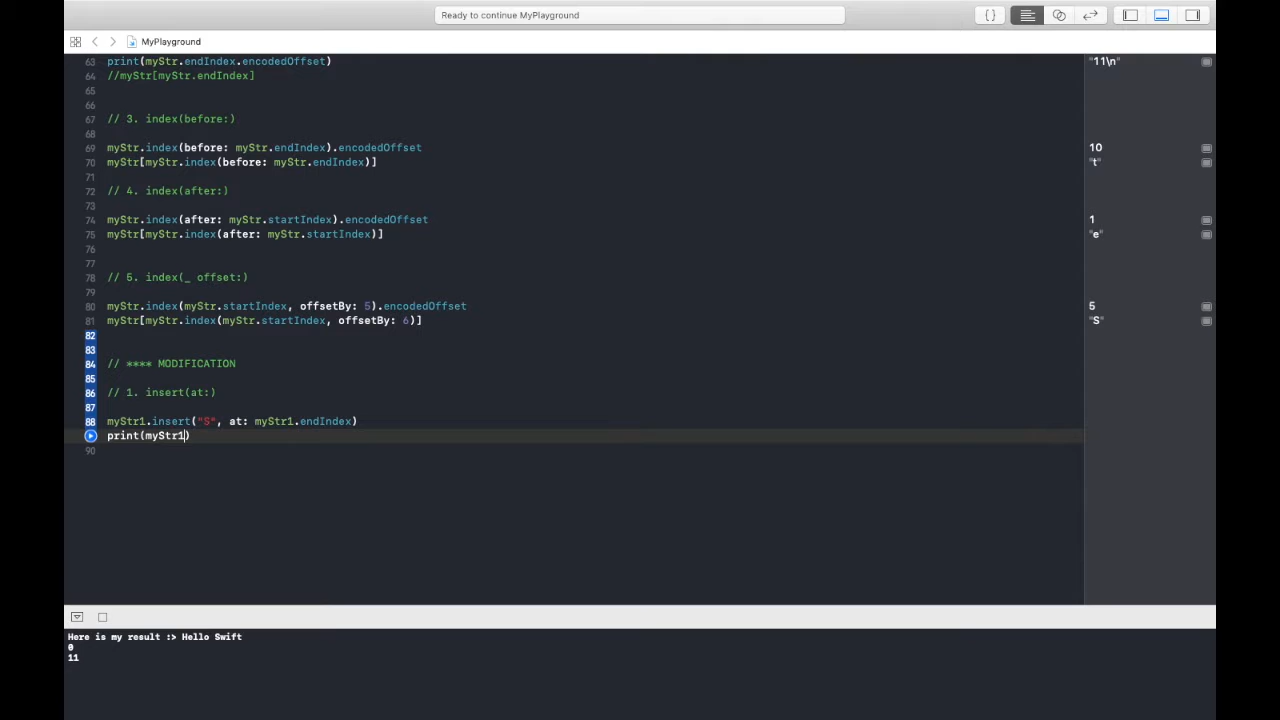 Ready to continue MyPlayground
{}
MyPlayground
63 print(myStr.endIndex.encodedOffset) "11\n"
64 //myStr[myStr.endIndex]
65
66
67 // 3. index(before:)
68
69 myStr.index(before: myStr.endIndex).encodedOffset 10
70 myStr[myStr.index(before: myStr.endIndex)] "t"
71
72 // 4. index(after:)
73
74 myStr.index(after: myStr.startIndex).encodedOffset 1
75 myStr[myStr.index(after: myStr.startIndex)] "e"
76
77
78 // 5. index(_ offset:)
79
80 myStr.index(myStr.startIndex, offsetBy: 5).encodedOffset 5
81 myStr[myStr.index(myStr.startIndex, offsetBy: 6)] "S"
82
83
84 // **** MODIFICATION
85
86 // 1. insert(at:)
87
88 myStr1.insert("S", at: myStr1.endIndex)
print(myStr1)
90
Here is my result :> Hello Swift
0
11